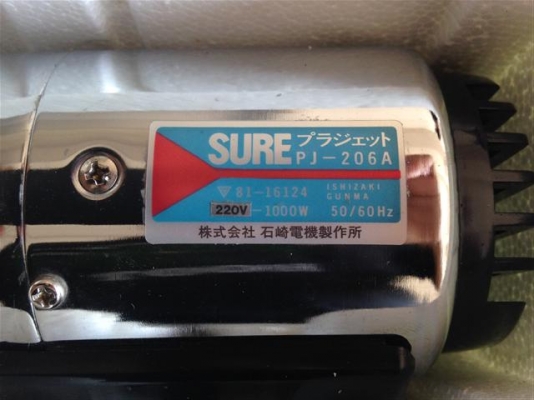 SURE プラジェット
PJ-206A
▽ 81-16124 ISHIZAKI
GUNMA
220V-1000W 50/60Hz
株式会社 石崎電機製作所